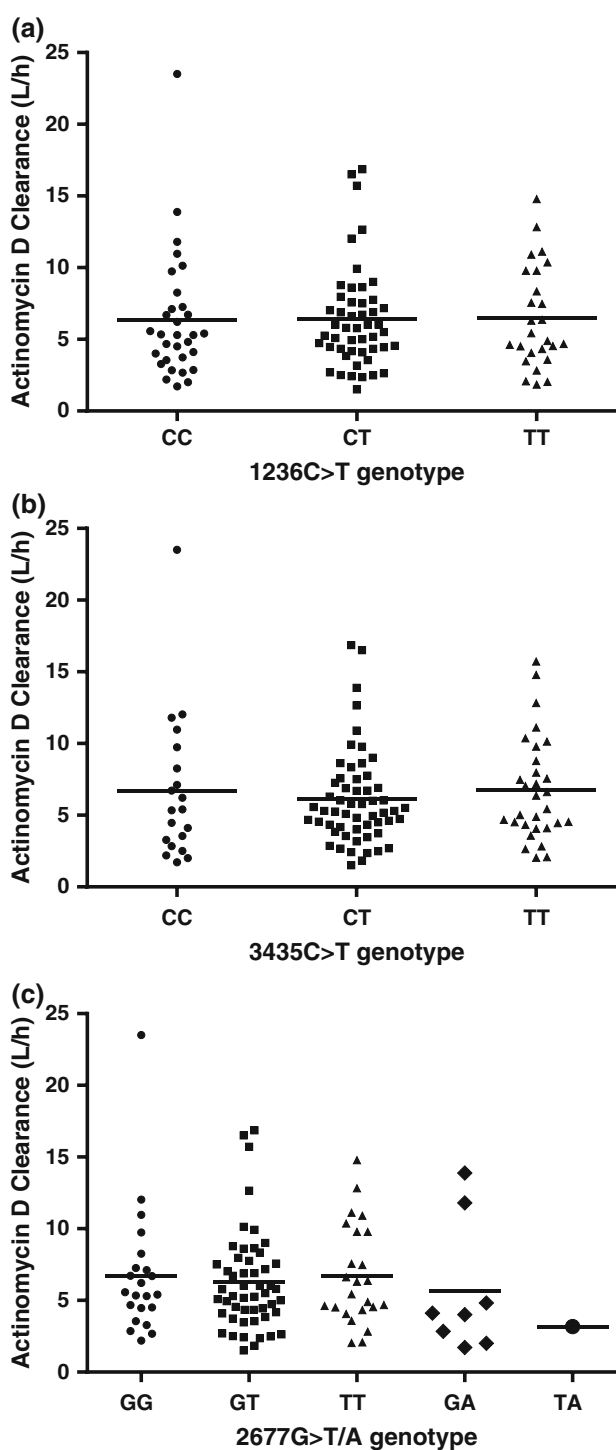 (a)
Actinomycin D Clearance (L/h)
25
20
15
10
5
0
CC CT TT
1236C>T genotype
(b)
Actinomycin D Clearance (L/h)
25
20
15
10
5
0
CC CT TT
3435C>T genotype
(c)
Actinomycin D Clearance (L/h)
25
20
15
10
5
0
GG GT TT GA TA
2677G>T/A genotype